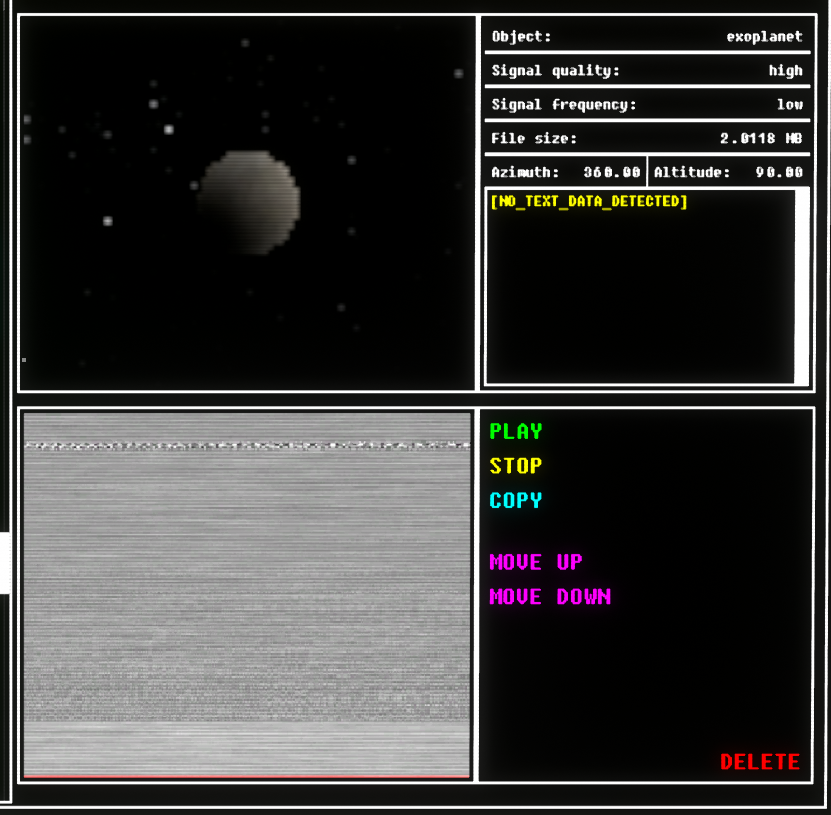 Object: exoplanet
Signal quality: high
Signal frequency: low
File size: 2.0118 MB
Azimuth: 360.00 Altitude: 90.00
[NO_TEXT_DATA_DETECTED]
PLAY
STOP
COPY
MOVE UP
MOVE DOWN
DELETE